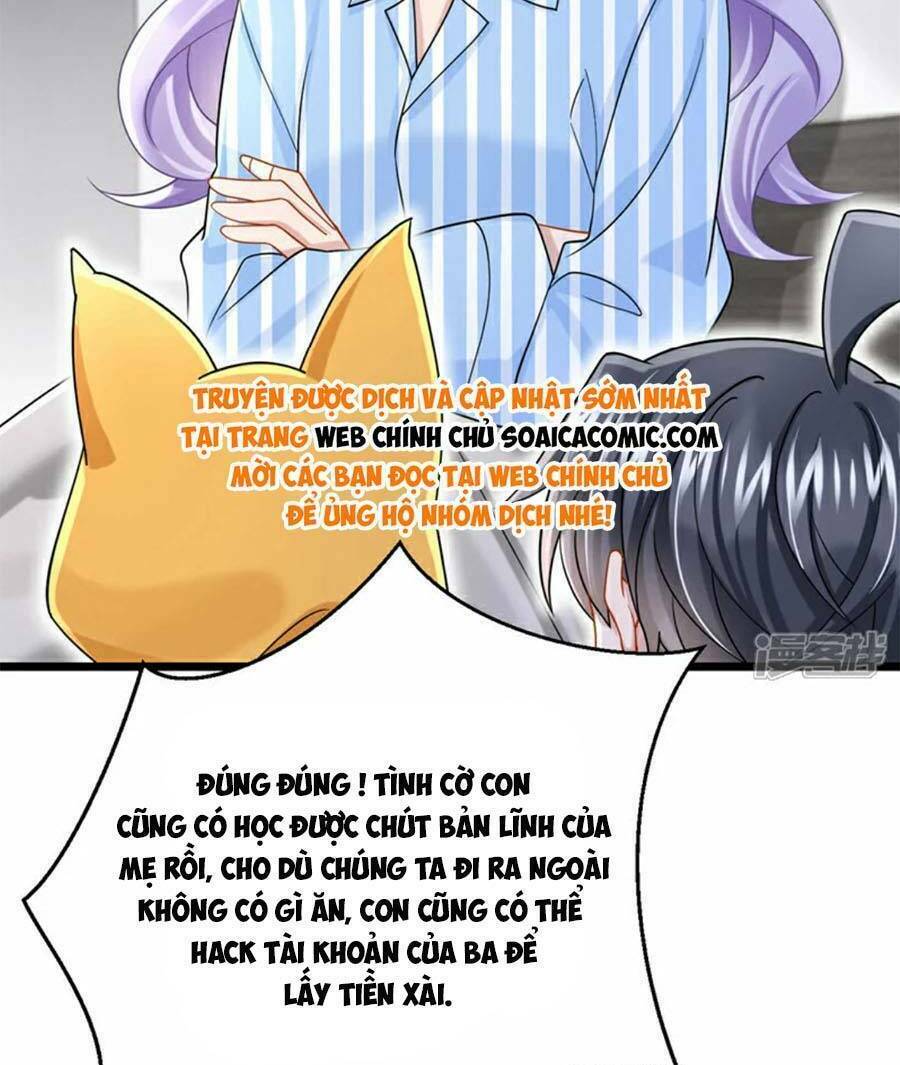 TRUYỆN ĐƯỢC DỊCH VÀ CẬP NHẬT SỚM NHẤT
TẠI TRANG WEB CHÍNH CHỦ SOAICACOMIC.COM
MỜI CÁC BẠN ĐỌC TẠI WEB CHÍNH CHỦ
ĐỂ ỦNG HỘ NHÓM DỊCH NHÉ!
漫客栈
ĐÚNG ĐÚNG ! TÌNH CỜ CON
CŨNG CÓ HỌC ĐƯỢC CHÚT BẢN LĨNH CỦA
MẸ RỒI, CHO DÙ CHÚNG TA ĐI RA NGOÀI
KHÔNG CÓ GÌ ĂN, CON CŨNG CÓ THỂ
HACK TÀI KHOẢN CỦA BA ĐỂ
LẤY TIỀN XÀI.